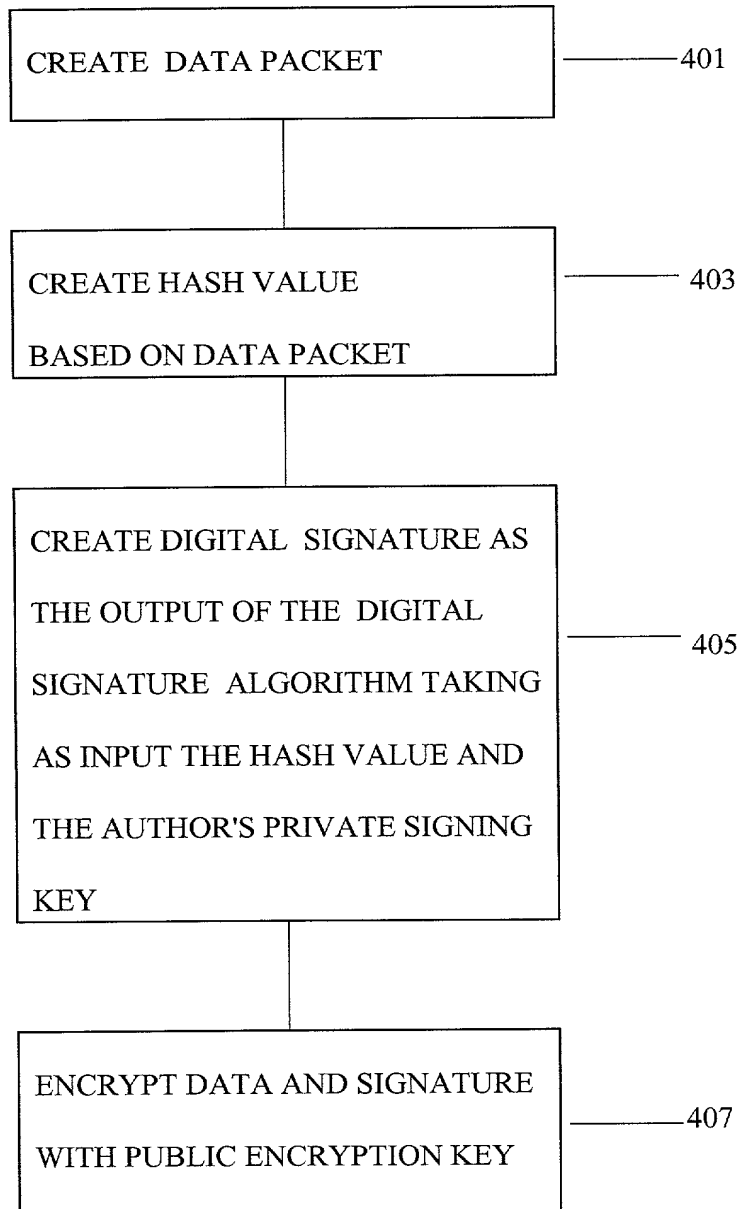 CREATE DATA PACKET
401
CREATE HASH VALUE
403
BASED ON DATA PACKET
CREATE DIGITAL SIGNATURE AS
THE OUTPUT OF THE DIGITAL
SIGNATURE ALGORITHM TAKING
405
AS INPUT THE HASH VALUE AND
THE AUTHOR'S PRIVATE SIGNING
KEY
ENCRYPT DATA AND SIGNATURE
407
WITH PUBLIC ENCRYPTION KEY